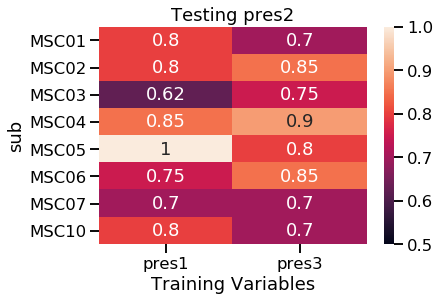 Testing pres2
sub
MSC01 0.8 0.7
MSC02 0.8 0.85
MSC03 0.62 0.75
MSC04 0.85 0.9
MSC05 1 0.8
MSC06 0.75 0.85
MSC07 0.7 0.7
MSC10 0.8 0.7
pres1 pres3
Training Variables
1.0
0.9
0.8
0.7
0.6
0.5